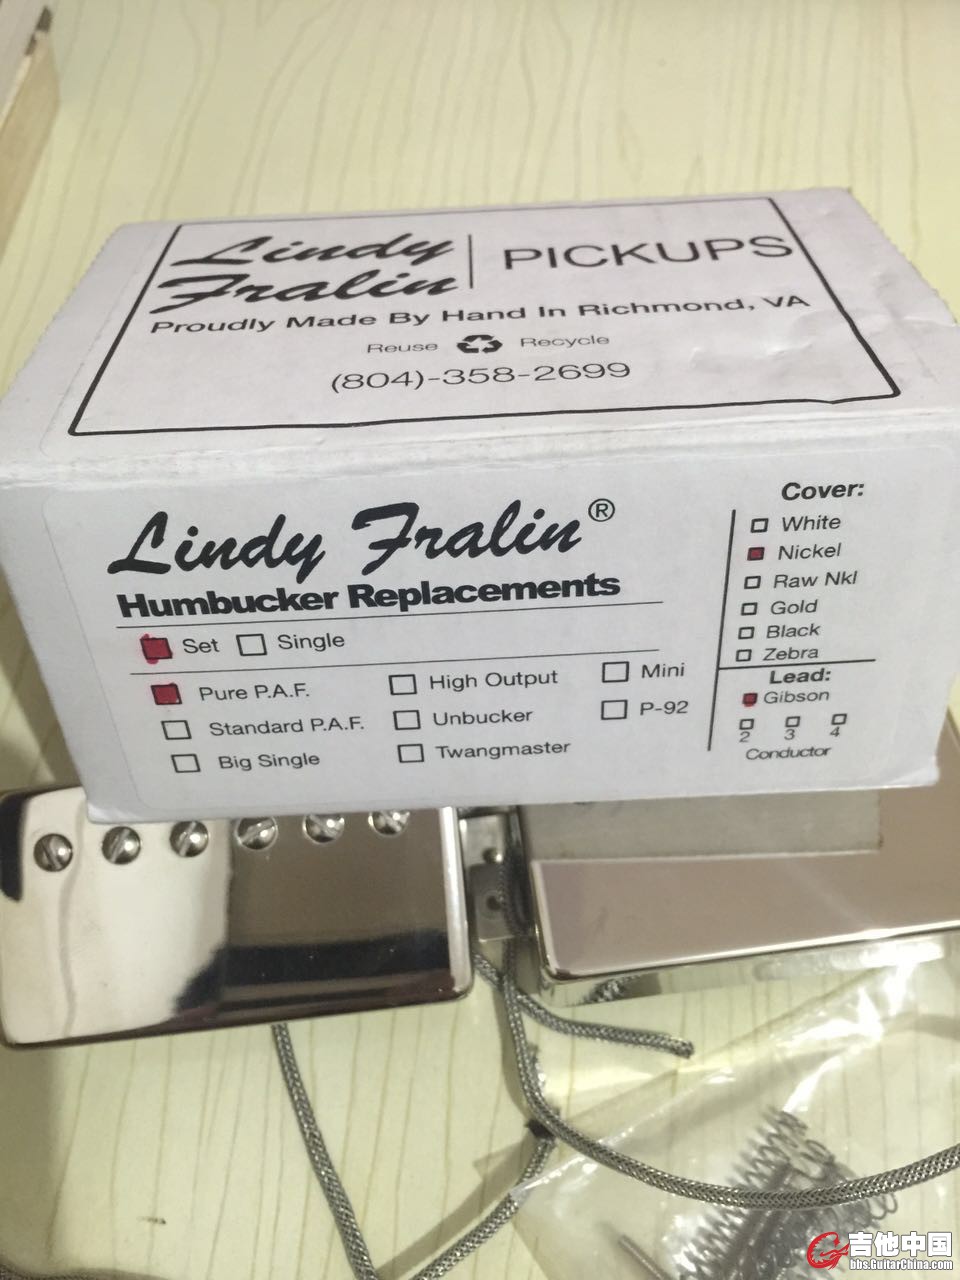 Lindy
Fralin
PICKUPS
Proudly Made By Hand In Richmond, VA
Reuse Recycle
(804)-358-2699
Lindy Fralin®
Humbucker Replacements
Set Single
Pure P.A.F.
Standard P.A.F.
Big Single
High Output
Unbucker
Twangmaster
Mini
P-92
Cover:
White
Nickel
Raw Nkl
Gold
Black
Zebra
Lead:
Gibson
2 3 4
Conductor
吉他中国
bbs.GuitarChina.com